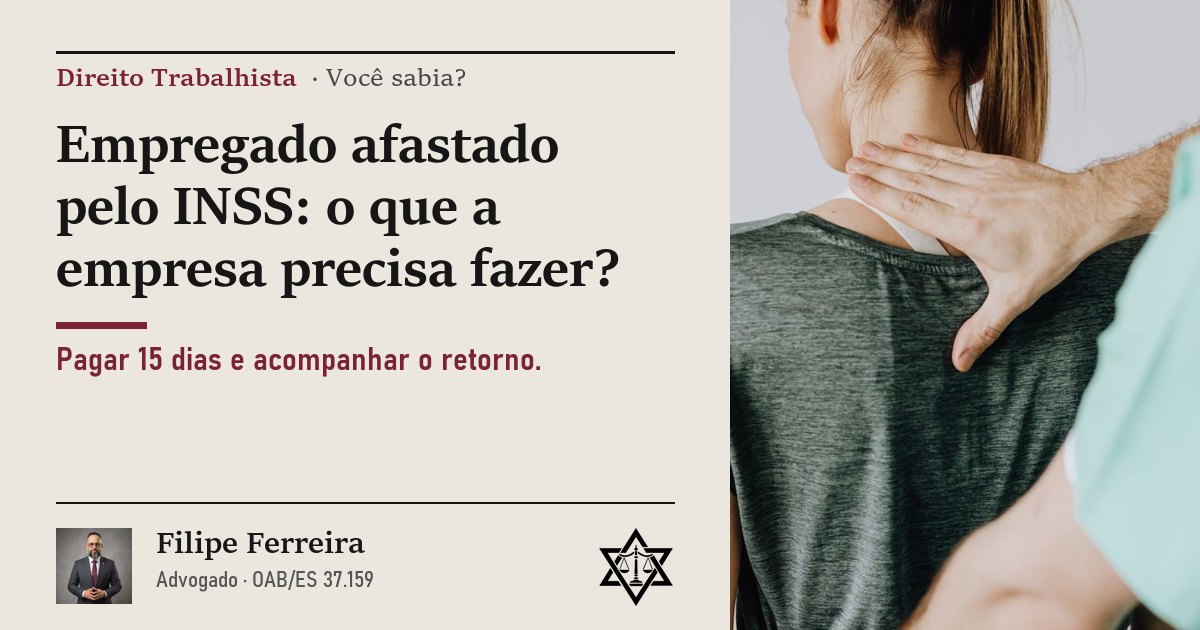 Direito Trabalhista · Você sabia?
Empregado afastado
pelo INSS: o que a
empresa precisa fazer?
Pagar 15 dias e acompanhar o retorno.
Filipe Ferreira
Advogado · OAB/ES 37.159